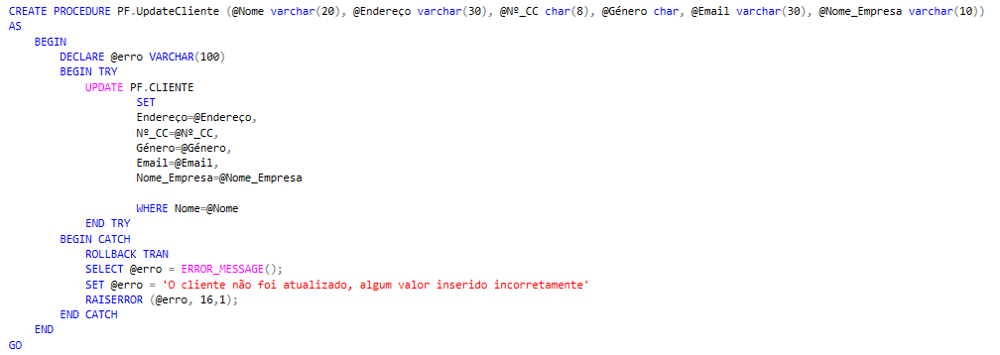 CREATE PROCEDURE PF.UpdateCliente (@Nome varchar(20), @Endereço varchar(30), @Nº_CC char(8), @Género char, @Email varchar(30), @Nome_Empresa varchar(10))
AS
BEGIN
DECLARE @erro VARCHAR(100)
BEGIN TRY
UPDATE PF.CLIENTE
SET
Endereço=@Endereço,
Nº_CC=@Nº_CC,
Género=@Género,
Email=@Email,
Nome_Empresa=@Nome_Empresa
WHERE Nome=@Nome
END TRY
BEGIN CATCH
ROLLBACK TRAN
SELECT @erro = ERROR_MESSAGE();
SET @erro = 'O cliente não foi atualizado, algum valor inserido incorretamente'
RAISERROR (@erro, 16,1);
END CATCH
END
GO